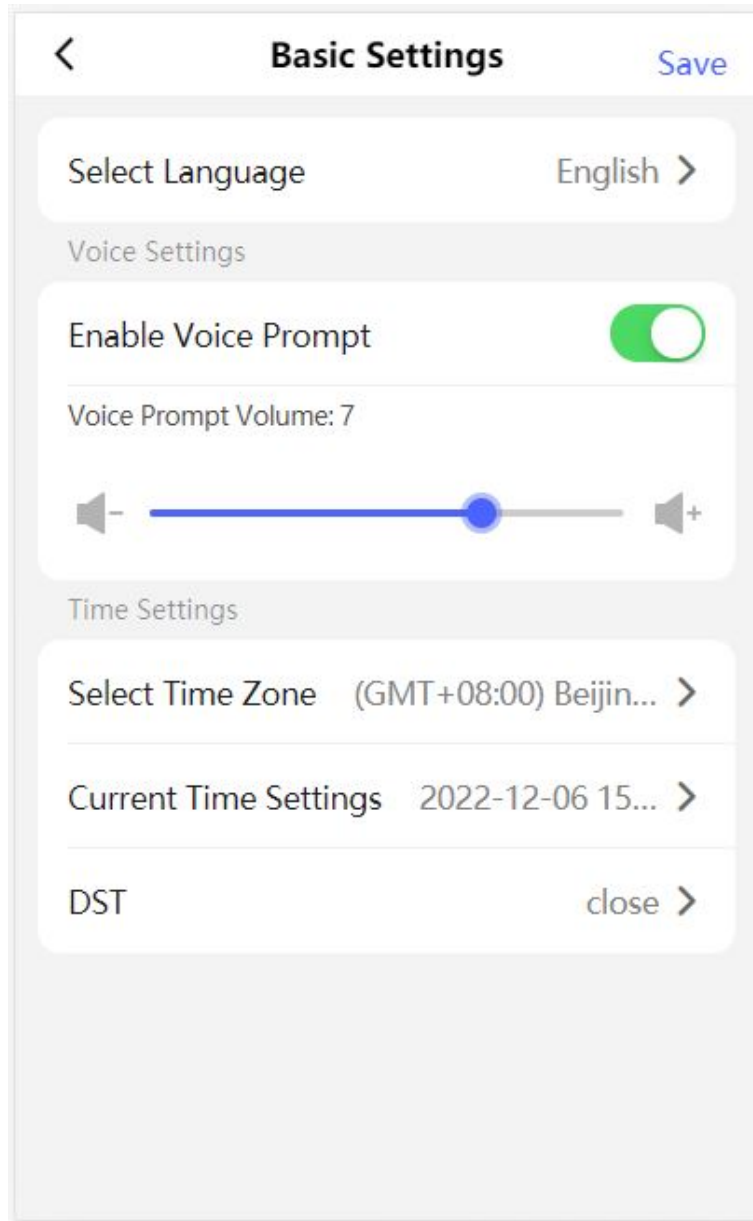 Basic Settings Save
Select Language English
Voice Settings
Enable Voice Prompt
Voice Prompt Volume: 7
Select Time Zone (GMT+08:00) Beijin...
Time Settings
Current Time Settings 2022-12-06 15...
DST close